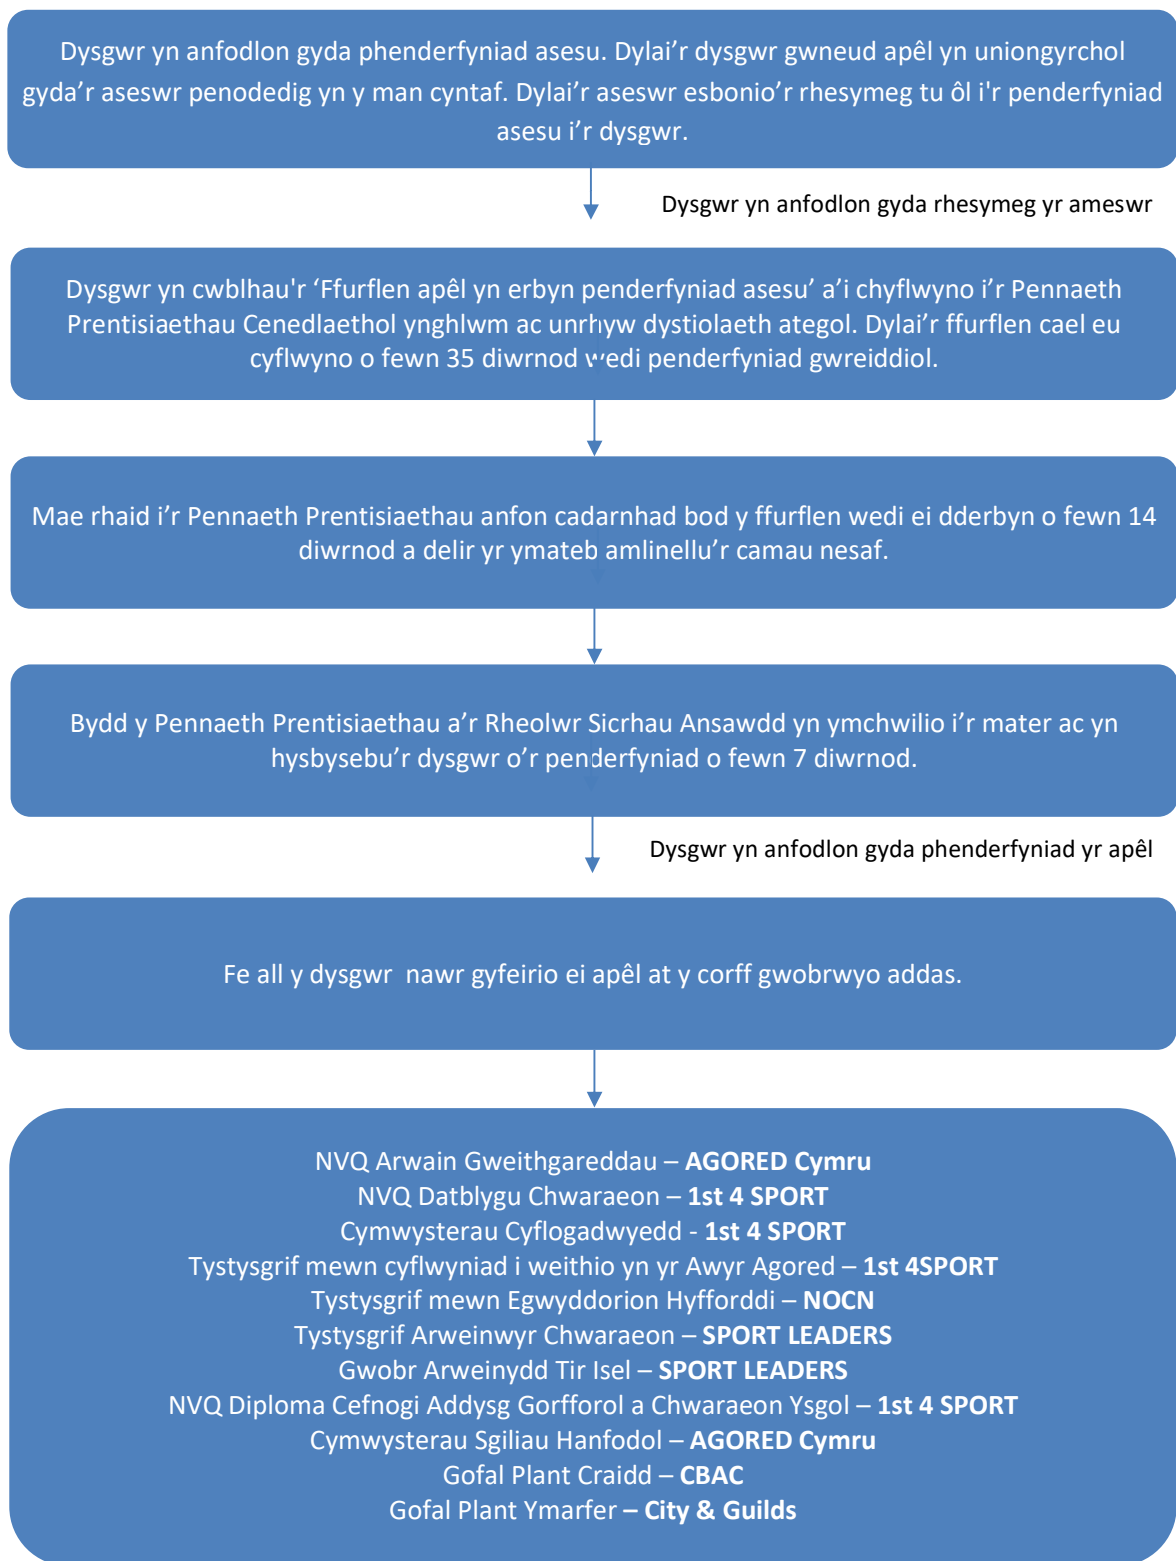 Dysgwr yn anfodlon gyda phenderfyniad asesu. Dylai'r dysgwr gwneud apêl yn uniongyrchol
gyda'r aseswr penodedig yn y man cyntaf. Dylai'r aseswr esbonio'r rhesymeg tu ôl i'r penderfyniad
asesu i'r dysgwr.
Dysgwr yn anfodlon gyda rhesymeg yr ameswr
Dysgwr yn cwblhau'r ‘Ffurflen apêl yn erbyn penderfyniad asesu’ a’i chyflwyno i’r Pennaeth
Prentisiaethau Cenedlaethol ynghlwm ac unrhyw dystiolaeth ategol. Dylai’r ffurflen cael eu
cyflwyno o fewn 35 diwrnod wedi penderfyniad gwreiddiol.
Mae rhaid i’r Pennaeth Prentisiaethau anfon cadarnhad bod y ffurflen wedi ei dderbyn o fewn 14
diwrnod a delir yr ymateb amlinellu’r camau nesaf.
Bydd y Pennaeth Prentisiaethau a’r Rheolwr Sicrhau Ansawdd yn ymchwilio i’r mater ac yn
hysbysebu’r dysgwr o’r penderfyniad o fewn 7 diwrnod.
Dysgwr yn anfodlon gyda phenderfyniad yr apêl
Fe all y dysgwr nawr gyfeirio ei apêl at y corff gwobrwyo addas.
NVQ Arwain Gweithgareddau – AGORED Cymru
NVQ Datblygu Chwaraeon – 1st 4 SPORT
Cymwysterau Cyflogadwyedd - 1st 4 SPORT
Tystysgrif mewn cyflwyniad i weithio yn yr Awyr Agored – 1st 4SPORT
Tystysgrif mewn Egwyddorion Hyfforddi – NOCN
Tystysgrif Arweinwyr Chwaraeon – SPORT LEADERS
Gwobr Arweinydd Tir Isel – SPORT LEADERS
NVQ Diploma Cefnogi Addysg Gorfforol a Chwaraeon Ysgol – 1st 4 SPORT
Cymwysterau Sgiliau Hanfodol – AGORED Cymru
Gofal Plant Craidd – CBAC
Gofal Plant Ymarfer – City & Guilds